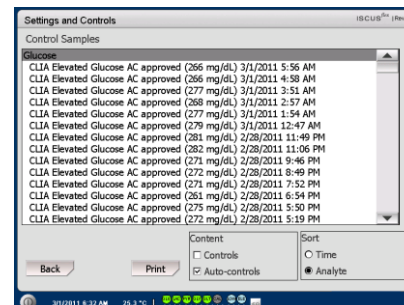 Settings and Controls
ISCUS
Control Samples
Glucose
CLIA Elevated Glucose AC approved (266 mg/dL) 3/1/2011 5:56 AM
CLIA Elevated Glucose AC approved (266 mg/dL) 3/1/2011 4:58 AM
CLIA Elevated Glucose AC approved (277 mg/dL) 3/1/2011 3:51 AM
CLIA Elevated Glucose AC approved (268 mg/dL) 3/1/2011 2:57 AM
CLIA Elevated Glucose AC approved (277 mg/dL) 3/1/2011 1:54 AM
CLIA Elevated Glucose AC approved (279 mg/dL) 3/1/2011 12:47 AM
CLIA Elevated Glucose AC approved (281 mg/dL) 2/28/2011 11:49 PM
CLIA Elevated Glucose AC approved (282 mg/dL) 2/28/2011 11:06 PM
CLIA Elevated Glucose AC approved (271 mg/dL) 2/28/2011 9:46 PM
CLIA Elevated Glucose AC approved (272 mg/dL) 2/28/2011 8:49 PM
CLIA Elevated Glucose AC approved (271 mg/dL) 2/28/2011 7:52 PM
CLIA Elevated Glucose AC approved (261 mg/dL) 2/28/2011 6:54 PM
CLIA Elevated Glucose AC approved (275 mg/dL) 2/28/2011 5:50 PM
CLIA Elevated Glucose AC approved (272 mg/dL) 2/28/2011 5:19 PM
Content
Sort
Controls
Time
Back
Print
Auto-controls
Analyte
3/1/2011 6:32 AM 25.3 °C